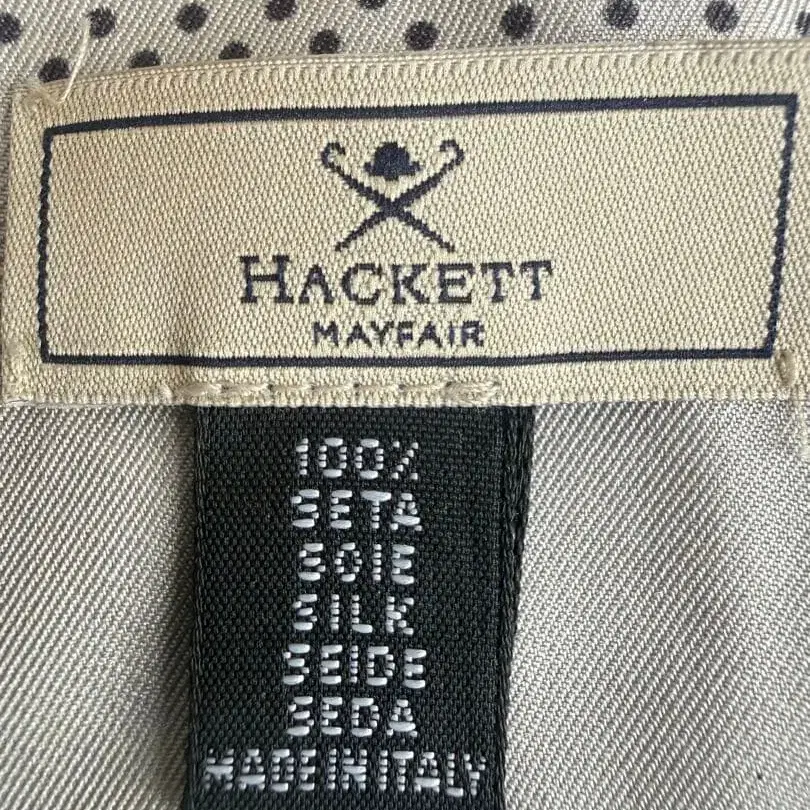 HACKETT
MAYFAIR
100%
SETA
SOIE
SILK
SEIDE
SEDA
MADE IN ITALY